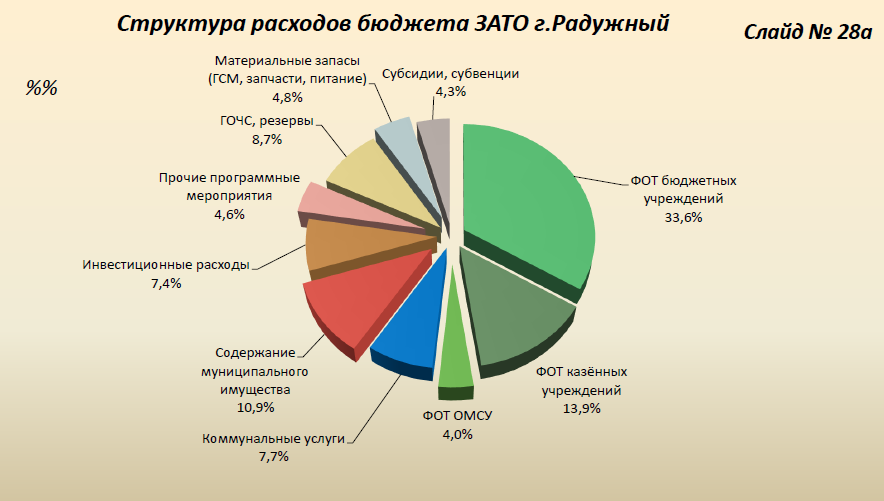 Структура расходов бюджета ЗАТО г.Радужный
Слайд № 28а
%%
Материальные запасы
(ГСМ, запчасти, питание)
4,8%
Субсидии, субвенции
4,3%
ГОЧС, резервы
8,7%
ФОТ бюджетных
учреждений
33,6%
Прочие программные
мероприятия
4,6%
Инвестиционные расходы
7,4%
Содержание
муниципального
имущества
10,9%
ФОТ казённых
учреждений
13,9%
ФОТ ОМСУ
4,0%
Коммунальные услуги
7,7%